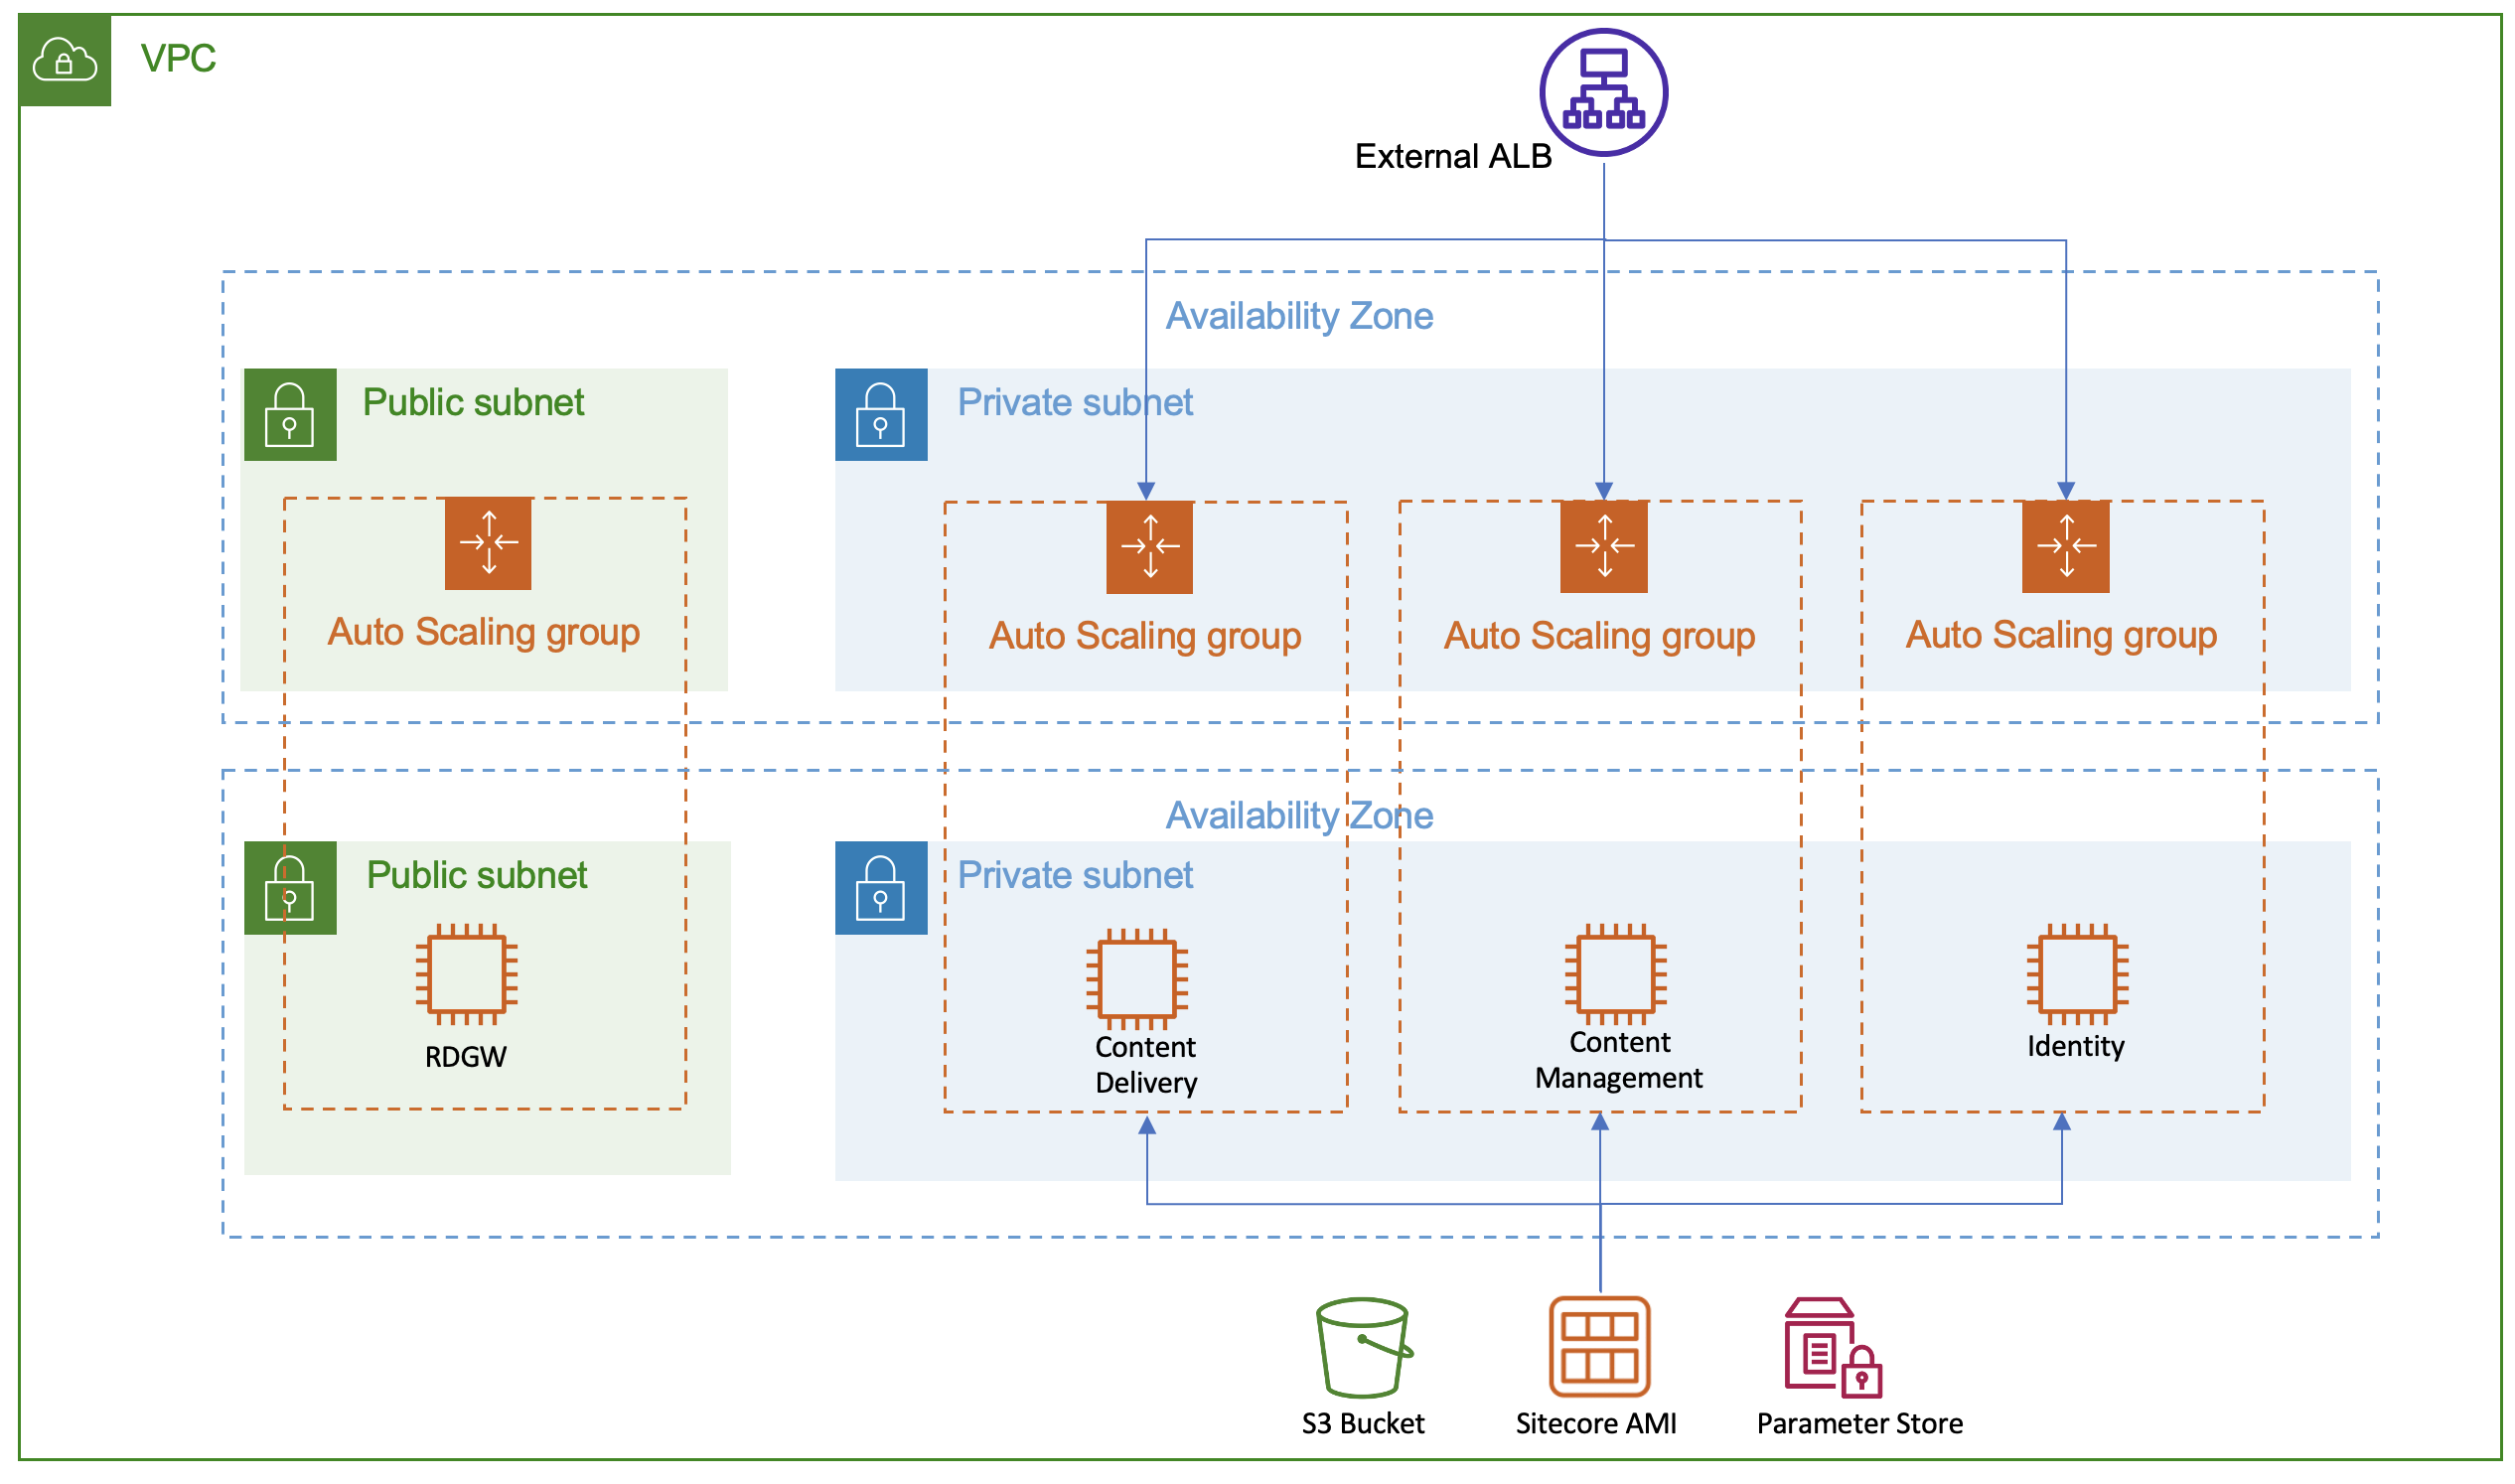 VPC
External ALB
Availability Zone
Public subnet
Private subnet
Auto Scaling group
Auto Scaling group
Auto Scaling group
Auto Scaling group
Availability Zone
Public subnet
Private subnet
RDGW
Content
Delivery
Content
Management
Identity
S3 Bucket
Sitecore AMI
Parameter Store